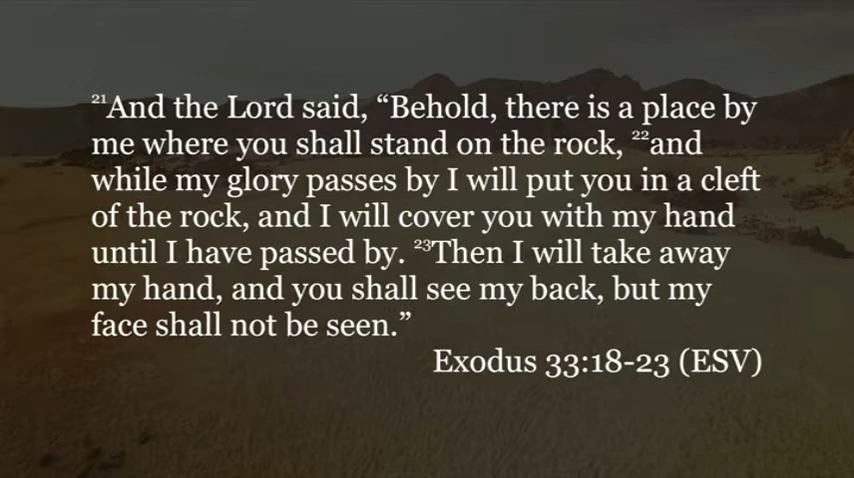 ²¹And the Lord said, “Behold, there is a place by
me where you shall stand on the rock, ²²and
while my glory passes by I will put you in a cleft
of the rock, and I will cover you with my hand
until I have passed by. ²³Then I will take away
my hand, and you shall see my back, but my
face shall not be seen.”
Exodus 33:18-23 (ESV)